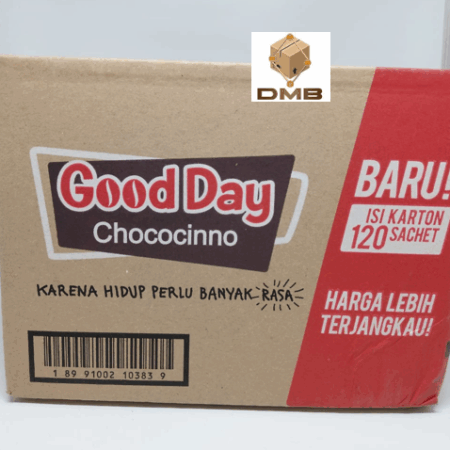 DMB
Good Day
Chococinno
KARENA HIDUP PERLU BANYAK RASA
BARU!
ISI KARTON
120 SACHET
HARGA LEBIH
TERJANGKAU!
1 89 91002 10383 9